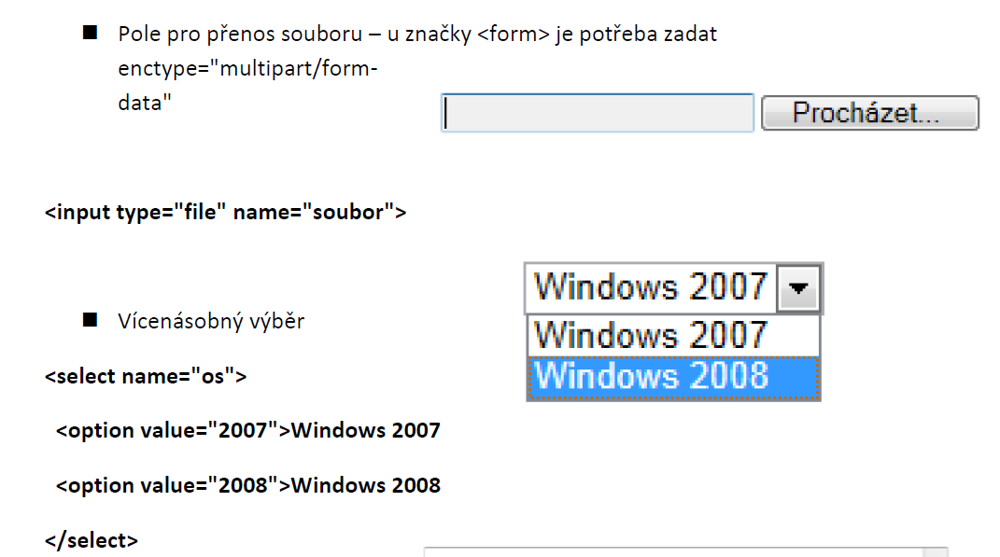 ■ Pole pro přenos souboru – u značky <form> je potřeba zadat
enctype="multipart/form-
data"
Procházet...
<input type="file" name="soubor">
Windows 2007
Windows 2007
Windows 2008
■ Vícenásobný výběr
<select name="os">
<option value="2007">Windows 2007
<option value="2008">Windows 2008
</select>